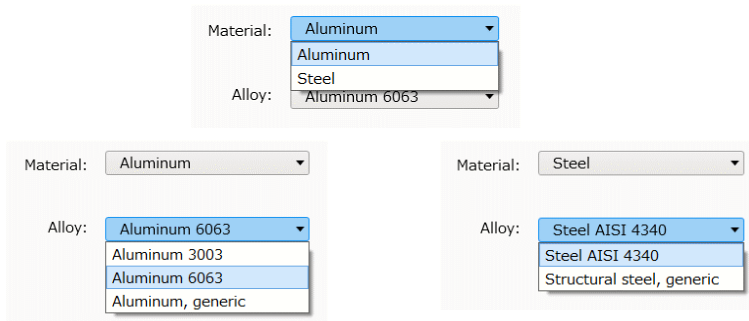 Material: Aluminum
Aluminum
Steel
Alloy: Aluminum 6063
Material: Aluminum
Alloy: Aluminum 6063
Aluminum 3003
Aluminum 6063
Aluminum, generic
Material: Steel
Alloy: Steel AISI 4340
Steel AISI 4340
Structural steel, generic